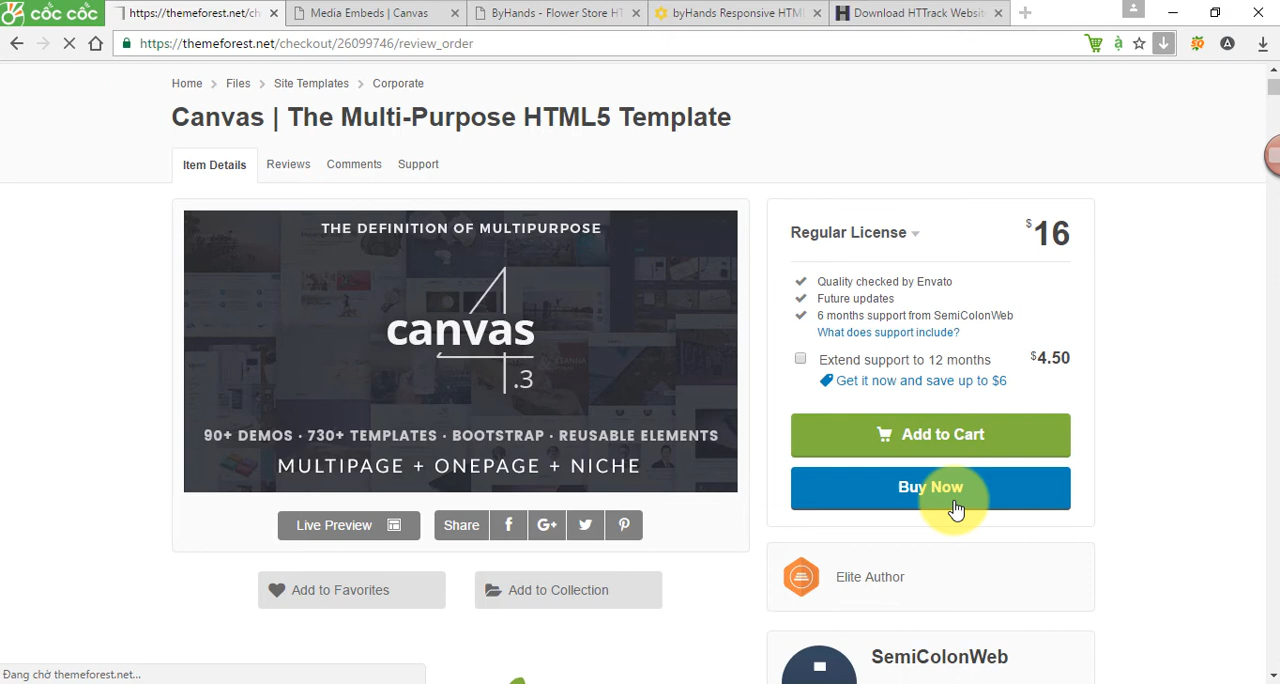 cốc cốc
https://themeforest.net/ch
Media Embeds | Canvas
ByHands - Flower Store H
byHands Responsive HTMl
Download HTTrack Website
https://themeforest.net/checkout/26099746/review_order
Home > Files > Site Templates > Corporate
Canvas | The Multi-Purpose HTML5 Template
Item Details Reviews Comments Support
THE DEFINITION OF MULTIPURPOSE
canvas
4.3
90+ DEMOS · 730+ TEMPLATES · BOOTSTRAP · REUSABLE ELEMENTS
MULTIPAGE + ONEPAGE + NICHE
Live Preview
Share
Add to Favorites
Add to Collection
Regular License
$16
Quality checked by Envato
Future updates
6 months support from SemiColonWeb
What does support include?
Extend support to 12 months $4.50
Get it now and save up to $6
Add to Cart
Buy Now
Elite Author
SemiColonWeb
Đang chờ themeforest.net...